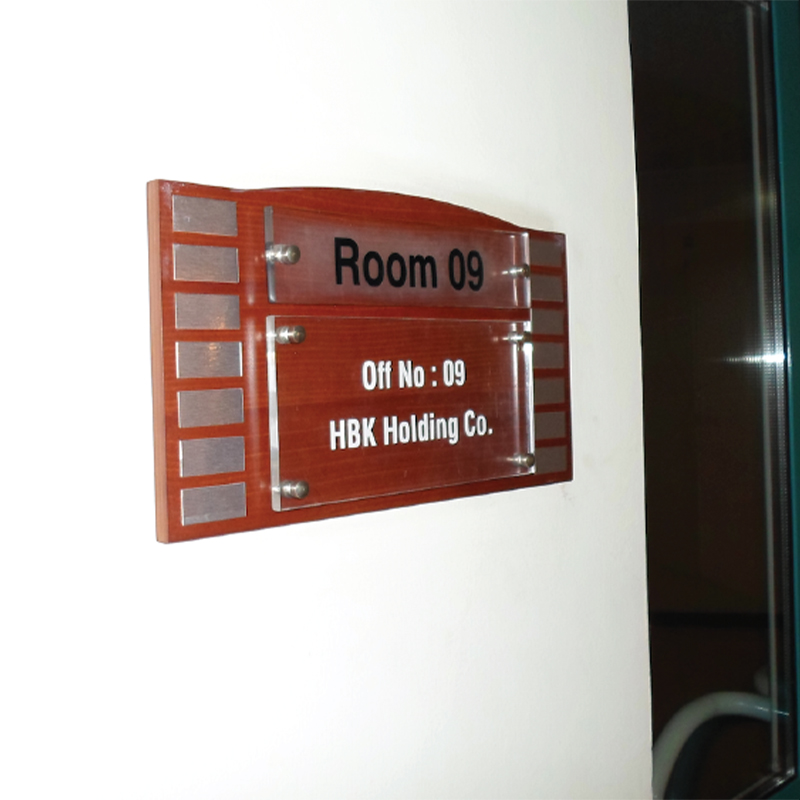 Room 09
Off No : 09
HBK Holding Co.